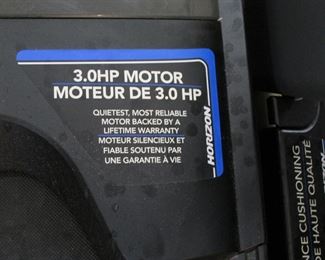 3.0HP MOTOR
MOTEUR DE 3.0 HP
QUIETEST, MOST RELIABLE
MOTOR BACKED BY A
LIFETIME WARRANTY
MOTEUR SILENCIEUX ET
FIABLE SOUTENU PAR
UNE GARANTIE À VIE
HORIZON
NCE CUSHIONING
DE HAUTE QUALITÉ